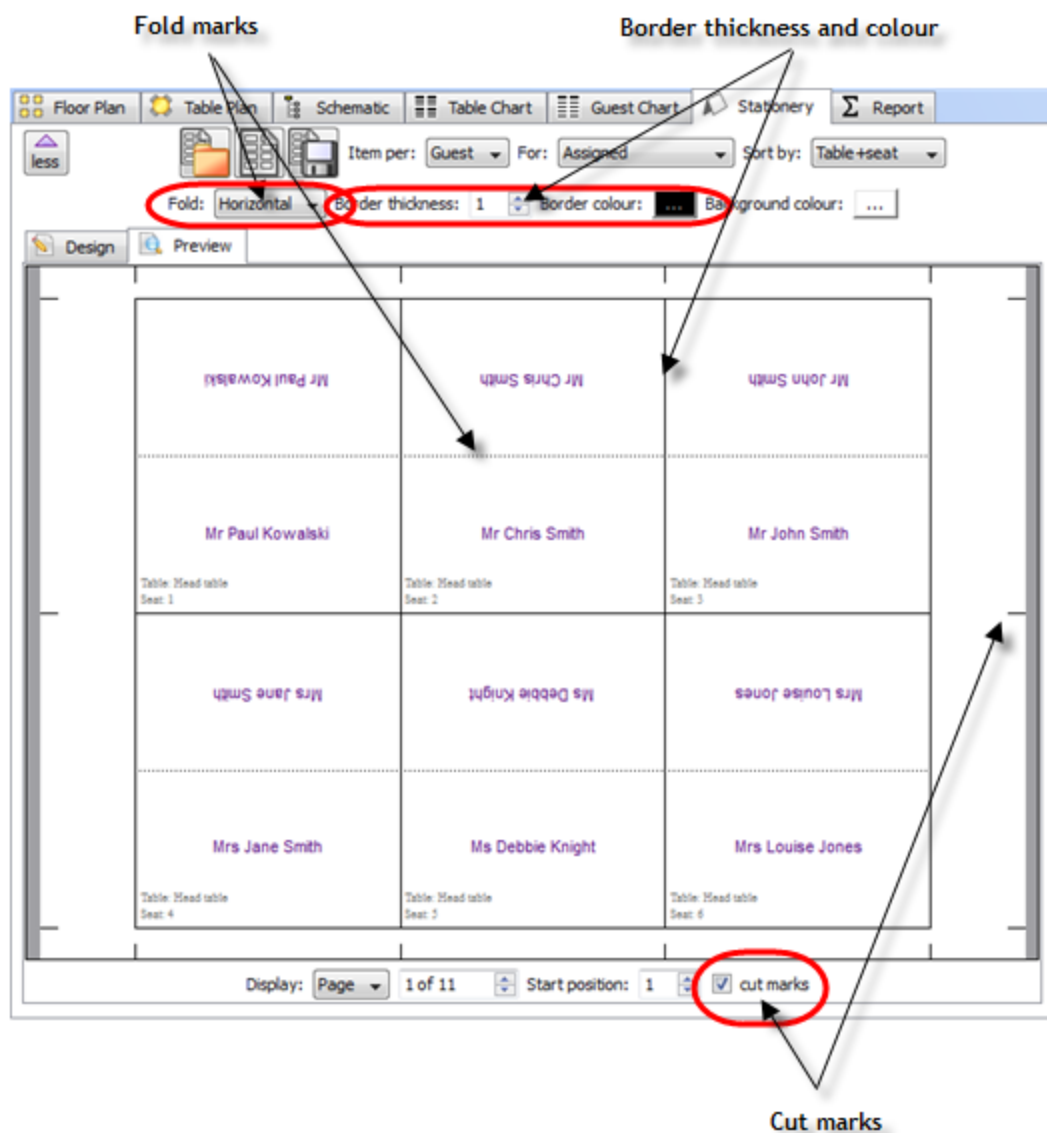 Fold marks
Border thickness and colour
Floor Plan Table Plan Schematic Table Chart Guest Chart Stationery Σ Report
less Item per: Guest For: Assigned Sort by: Table+seat
Fold: Horizontal Border thickness: 1 Border colour: ... Background colour: ...
Design Preview
Mr Paul Kowalski Mr Chris Smith Mr John Smith
Mr Paul Kowalski Mr Chris Smith Mr John Smith
Table: Head table Table: Head table Table: Head table
Seat: 1 Seat: 2 Seat: 3
Mrs Jane Smith Ms Debbie Knight Mrs Louise Jones
Mrs Jane Smith Ms Debbie Knight Mrs Louise Jones
Table: Head table Table: Head table Table: Head table
Seat: 4 Seat: 5 Seat: 6
Display: Page 1 of 11 Start position: 1 cut marks
Cut marks